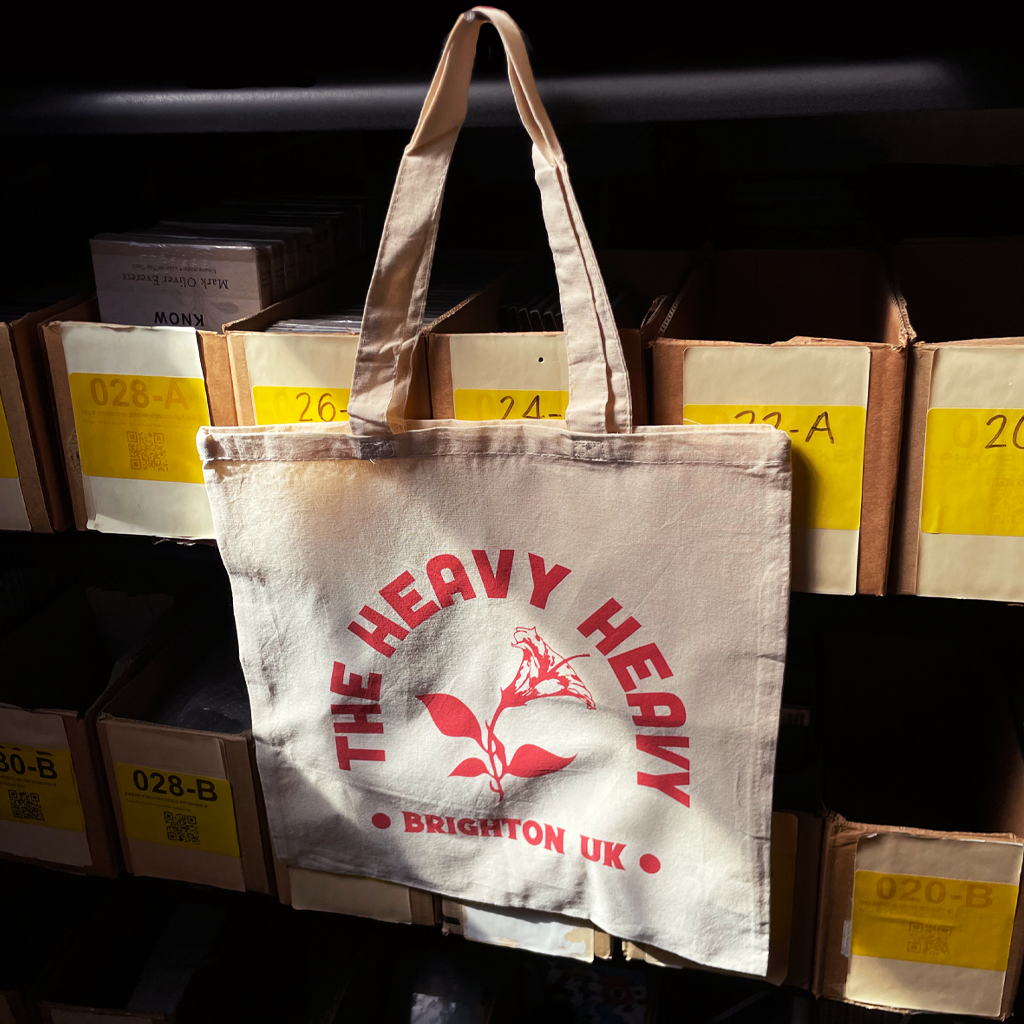 Mark Oliver Everett
KNOW
028-A
26-
24-
22-A
20
THE HEAVY HEAVY
• BRIGHTON UK •
30-B
028-B
020-B